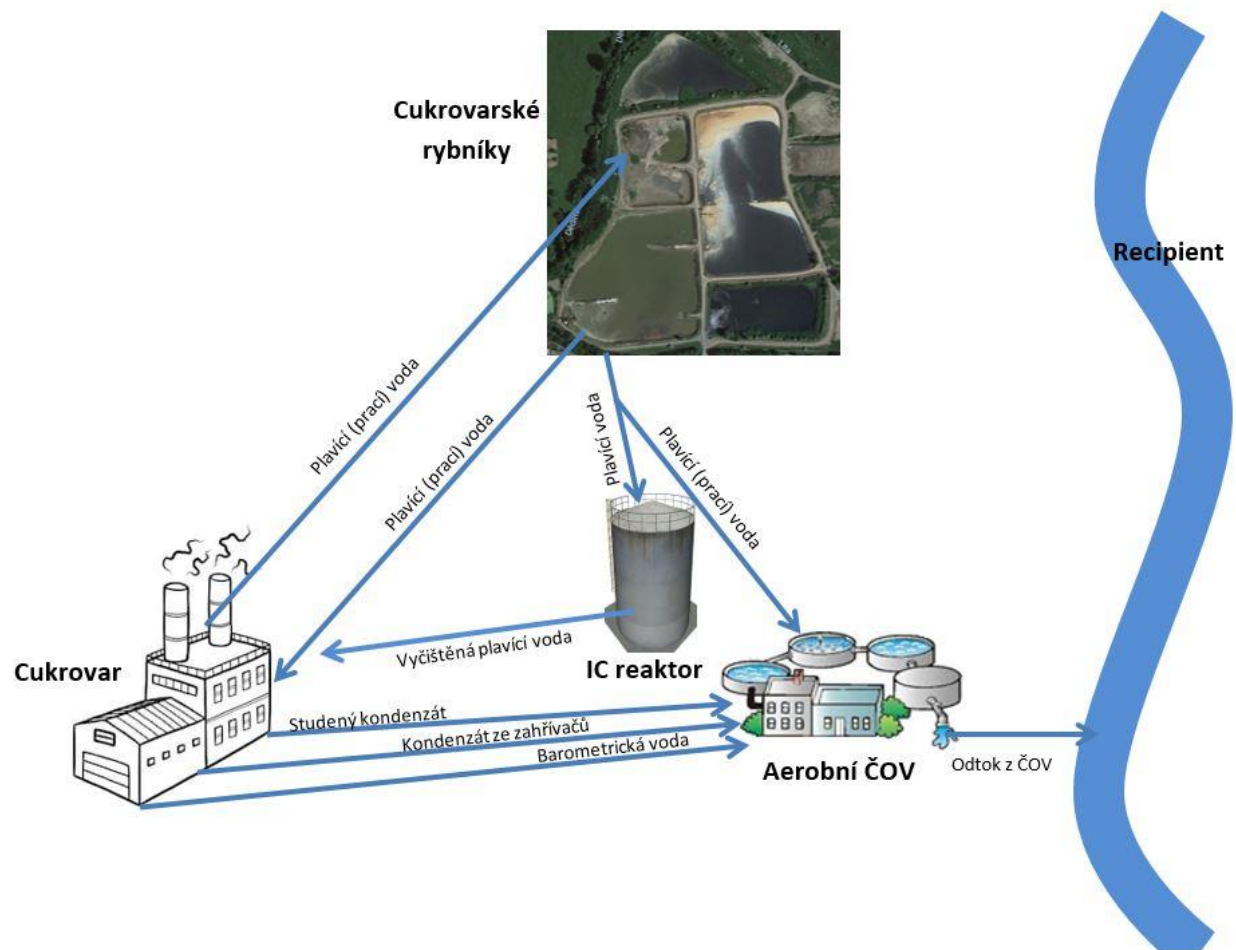 Cukrovarské
rybníky
Recipient
Plavící (prací) voda
Plavící (prací) voda
Plavící voda
Plavící (prací) voda
Vyčištěná plavící voda
IC reaktor
Cukrovar
Studený kondenzát
Kondenzát ze zahřívačů
Barometrická voda
Aerobní ČOV
Odtok z ČOV